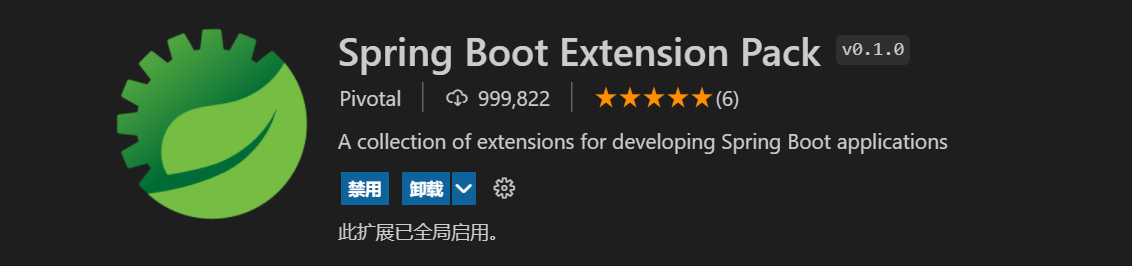 Spring Boot Extension Pack v0.1.0
Pivotal 999,822 (6)
A collection of extensions for developing Spring Boot applications
禁用 卸载
此扩展已全局启用。